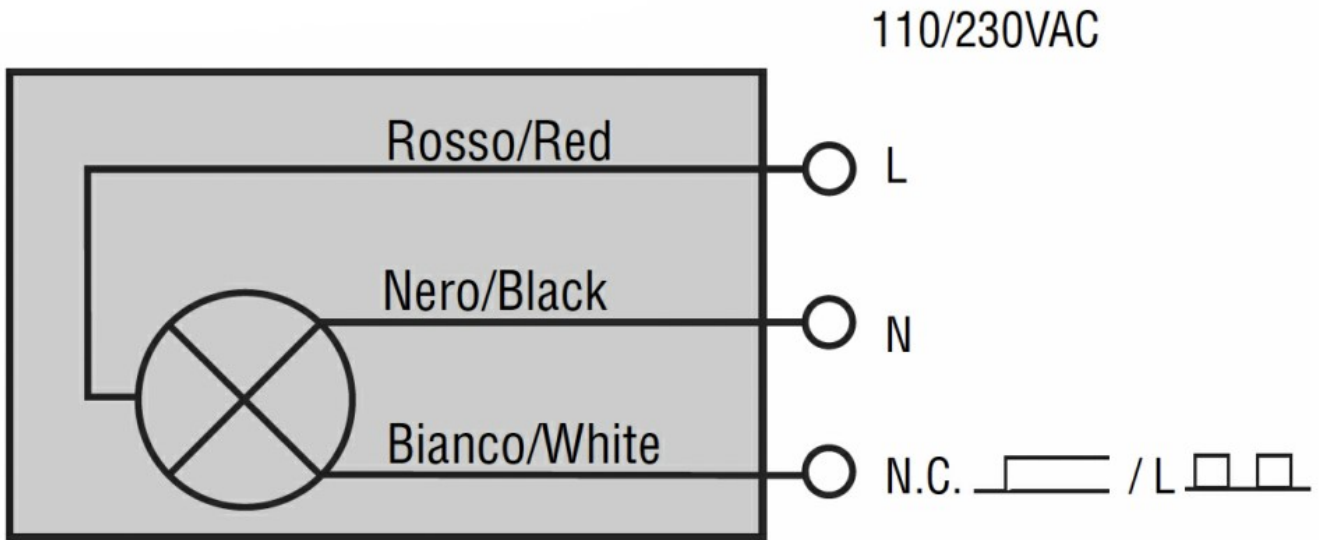 110/230VAC
Rosso/Red
L
Nero/Black
N
Bianco/White
N.C. / L